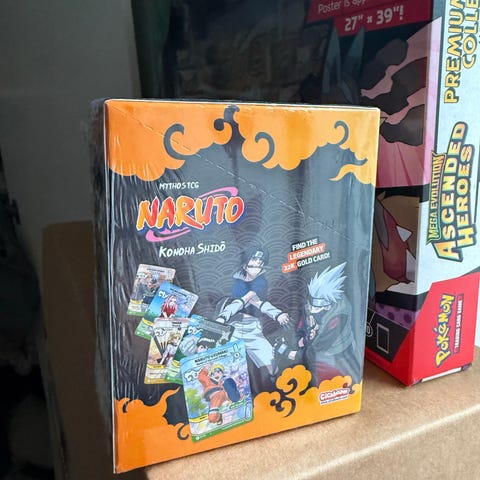 Poster is
27" x 39"!
PREMIUM
COLLE
MEGA EVOLUTION
ASCENDED
HEROES
POKÉMON
TRADING CARD GAME
MYTHOS TCG
NARUTO
KONOHA SHIDŌ
FIND THE
LEGENDARY
22K GOLD CARD!